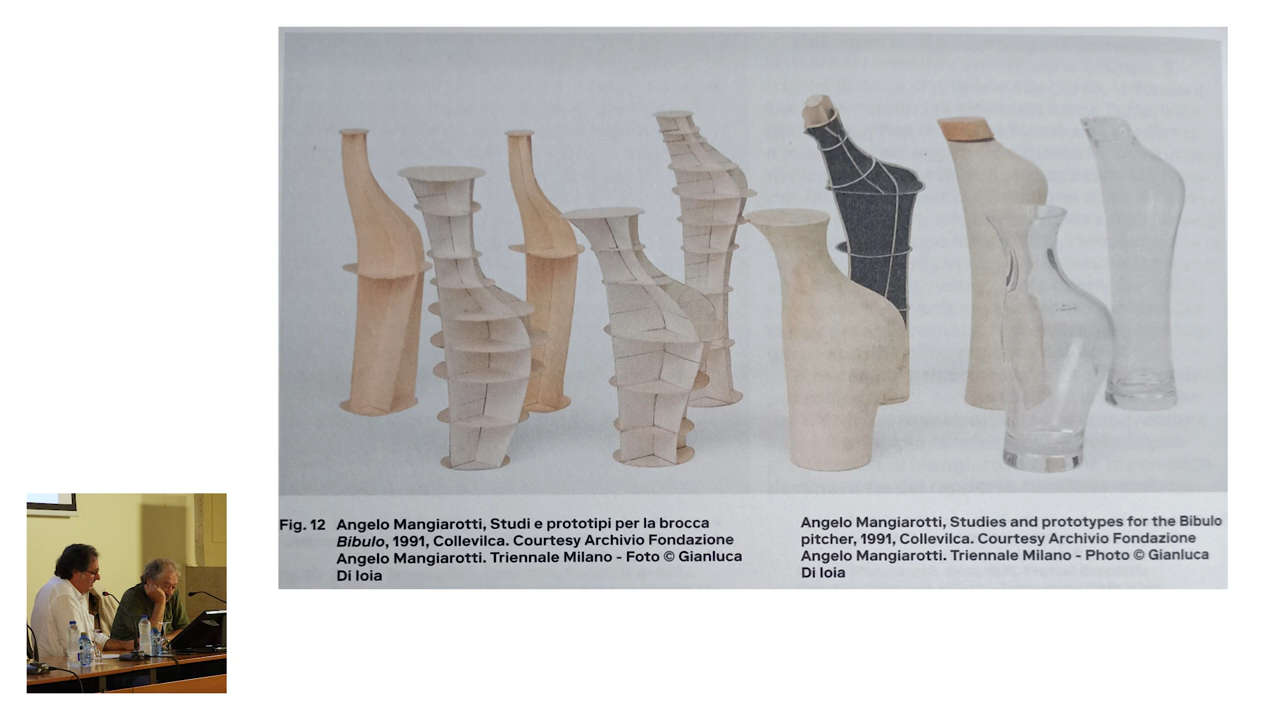 Fig. 12 Angelo Mangiarotti, Studi e prototipi per la brocca
Bibulo, 1991, Collevilca. Courtesy Archivio Fondazione
Angelo Mangiarotti. Triennale Milano - Foto © Gianluca
Di Ioia
Angelo Mangiarotti, Studies and prototypes for the Bibulo
pitcher, 1991, Collevilca. Courtesy Archivio Fondazione
Angelo Mangiarotti. Triennale Milano - Photo © Gianluca
Di Ioia